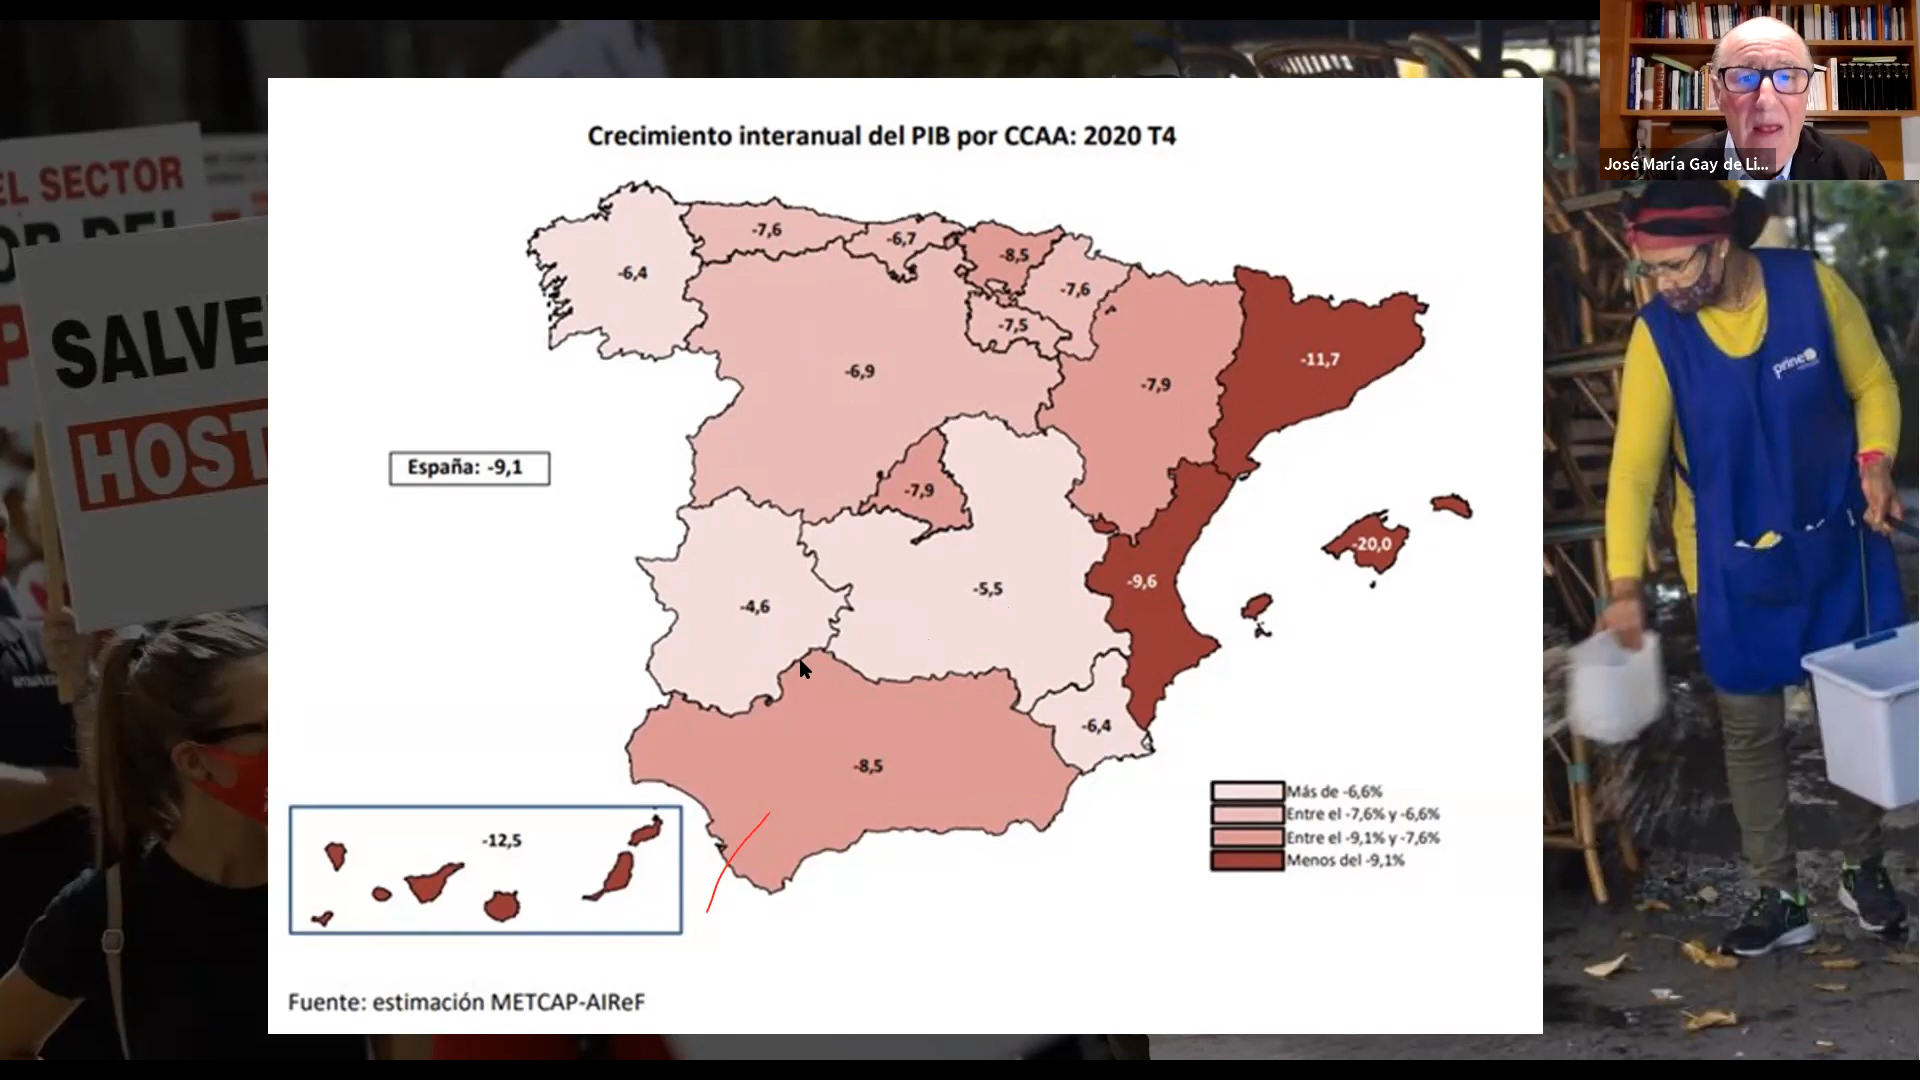 Crecimiento interanual del PIB por CCAA: 2020 T4
-7,6
-6,7
-8,5
-6,4
-7,6
-7,5
-11,7
-6,9
-7,9
España: -9,1
-7,9
-20,0
-9,6
-5,5
-4,6
-6,4
-8,5
Más de -6,6%
Entre el -7,6% y -6,6%
Entre el -9,1% y -7,6%
Menos del -9,1%
-12,5
Fuente: estimación METCAP-AIReF
José María Gay de Li...
EL SECTOR
OR DEL
SALVE
HOST
prine